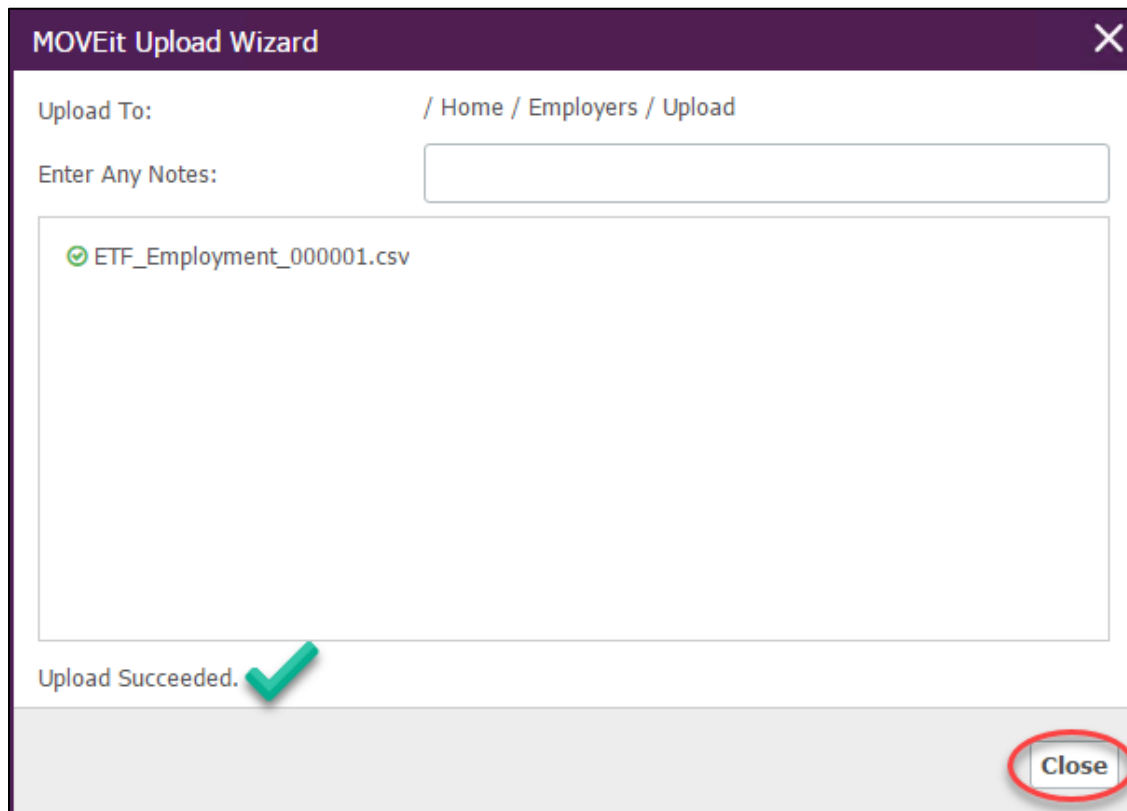 MOVEit Upload Wizard
Upload To: / Home / Employers / Upload
Enter Any Notes:
ETF_Employment_000001.csv
Upload Succeeded.
Close